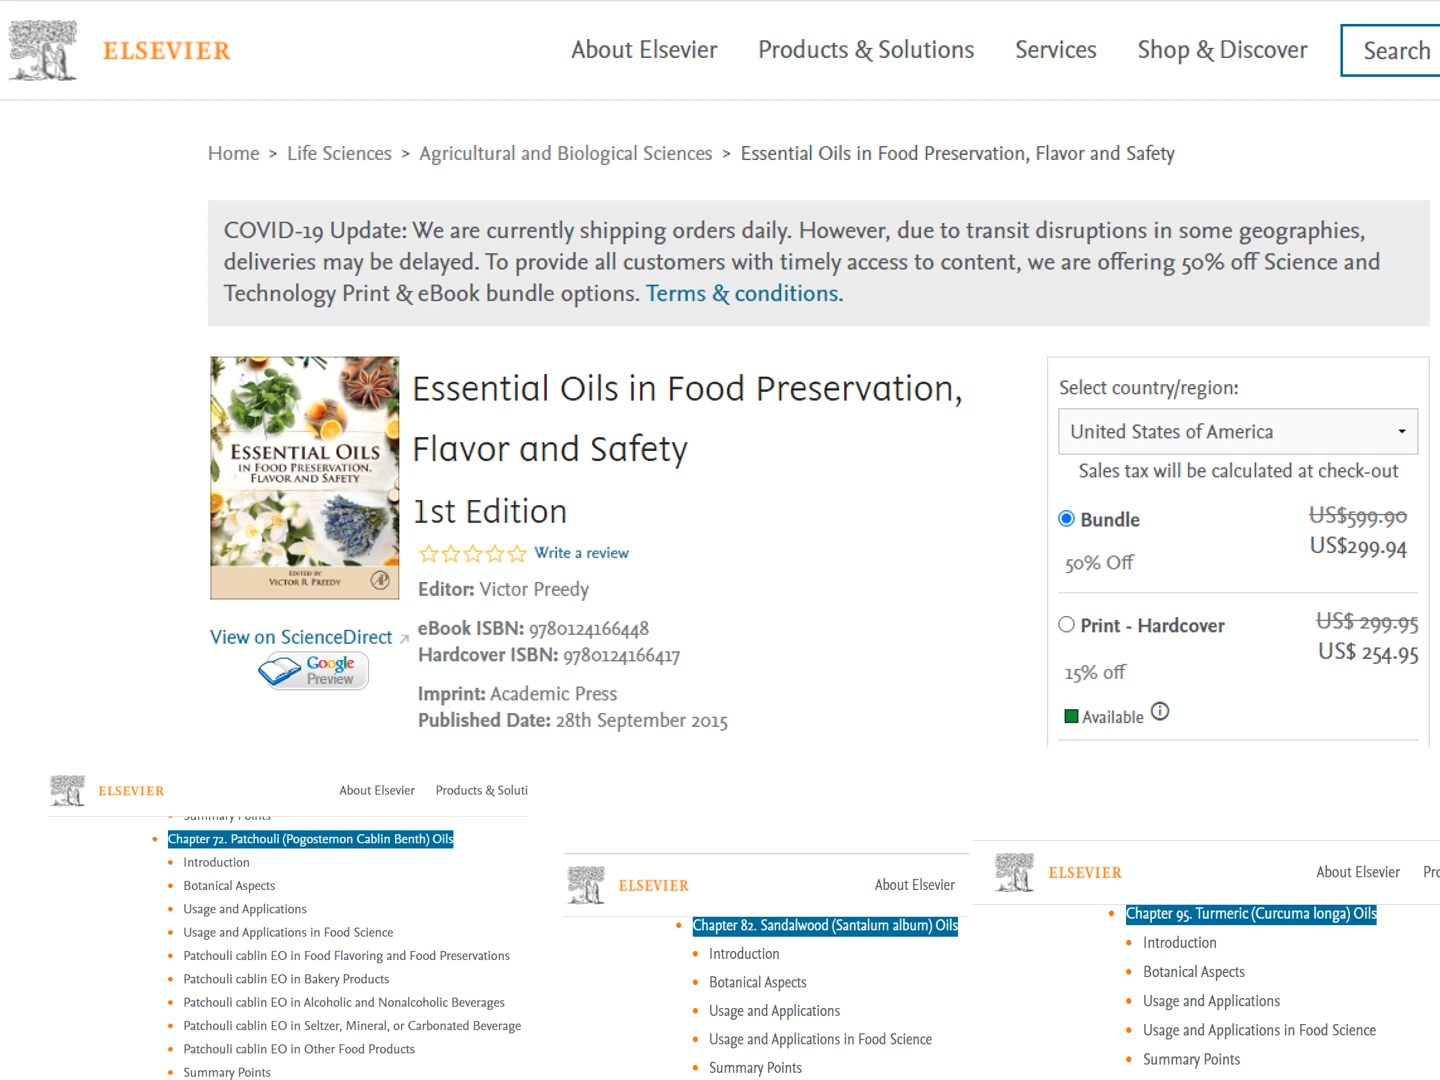 ELSEVIER
About Elsevier Products & Solutions Services Shop & Discover Search
Home > Life Sciences > Agricultural and Biological Sciences > Essential Oils in Food Preservation, Flavor and Safety
COVID-19 Update: We are currently shipping orders daily. However, due to transit disruptions in some geographies,
deliveries may be delayed. To provide all customers with timely access to content, we are offering 50% off Science and
Technology Print & eBook bundle options. Terms & conditions.
ESSENTIAL OILS
IN FOOD PRESERVATION,
FLAVOR AND SAFETY
EDITED BY
VICTOR R. PREEDY
View on ScienceDirect
Google
Preview
Essential Oils in Food Preservation,
Flavor and Safety
1st Edition
Write a review
Editor: Victor Preedy
eBook ISBN: 9780124166448
Hardcover ISBN: 9780124166417
Imprint: Academic Press
Published Date: 28th September 2015
Select country/region:
United States of America
Sales tax will be calculated at check-out
Bundle US$599.90
US$299.94
50% Off
Print - Hardcover US$ 299.95
US$ 254.95
15% off
Available
ELSEVIER About Elsevier Products & Soluti
Summary Points
Chapter 72. Patchouli (Pogostemon Cablin Benth) Oils
Introduction
Botanical Aspects
Usage and Applications
Usage and Applications in Food Science
Patchouli cablin EO in Food Flavoring and Food Preservations
Patchouli cablin EO in Bakery Products
Patchouli cablin EO in Alcoholic and Nonalcoholic Beverages
Patchouli cablin EO in Seltzer, Mineral, or Carbonated Beverage
Patchouli cablin EO in Other Food Products
Summary Points
ELSEVIER About Elsevier
Chapter 82. Sandalwood (Santalum album) Oils
Introduction
Botanical Aspects
Usage and Applications
Usage and Applications in Food Science
Summary Points
ELSEVIER About Elsevier Pro
Chapter 95. Turmeric (Curcuma longa) Oils
Introduction
Botanical Aspects
Usage and Applications
Usage and Applications in Food Science
Summary Points